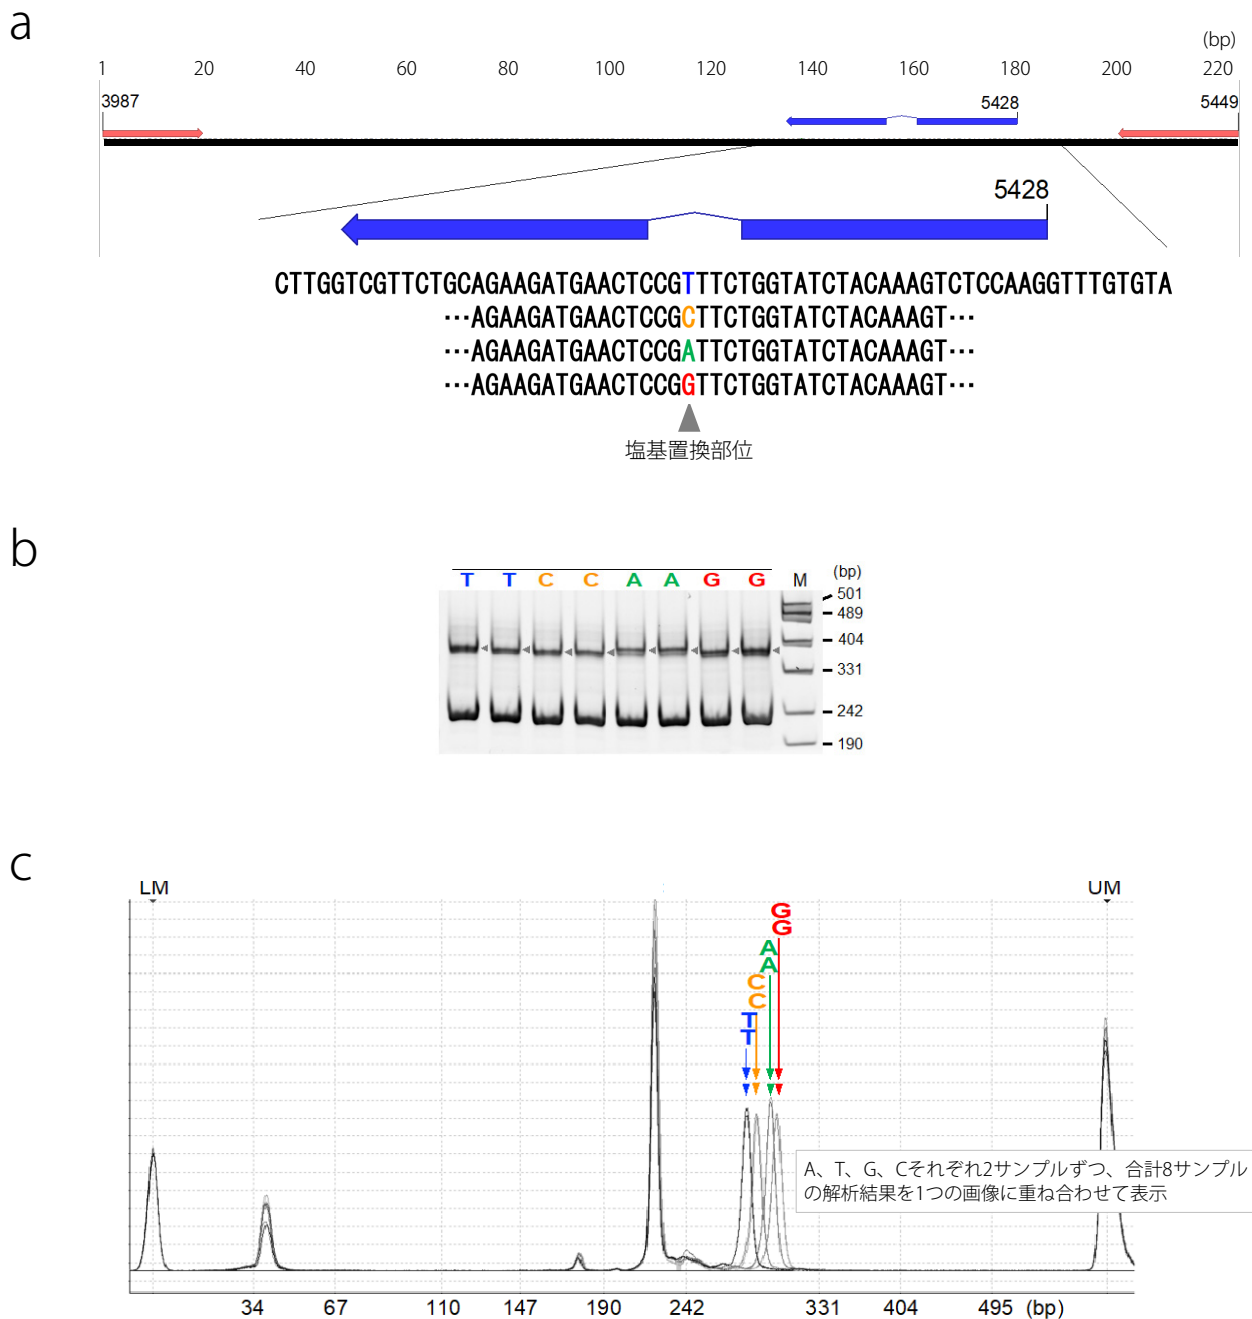 a
(bp)
1 20 40 60 80 100 120 140 160 180 200 220
3987 5428 5449
5428
CTTGGTCGTTCTGCAGAAGATGAACTCCGTTTCTGGTATCTACAAAGTCTCCAAGGTTTGTGTA
···AGAAGATGAACTCCGCTTCTGGTATCTACAAAGT···
···AGAAGATGAACTCCGATTCTGGTATCTACAAAGT···
···AGAAGATGAACTCCGGTTCTGGTATCTACAAAGT···
塩基置換部位
b
T T C C A A G G M (bp)
501
489
404
331
242
190
c
LM UM
G
G
A
A
C
C
T
T
A、T、G、Cそれぞれ2サンプルずつ、合計8サンプル
の解析結果を1つの画像に重ね合わせて表示
34 67 110 147 190 242 331 404 495 (bp)